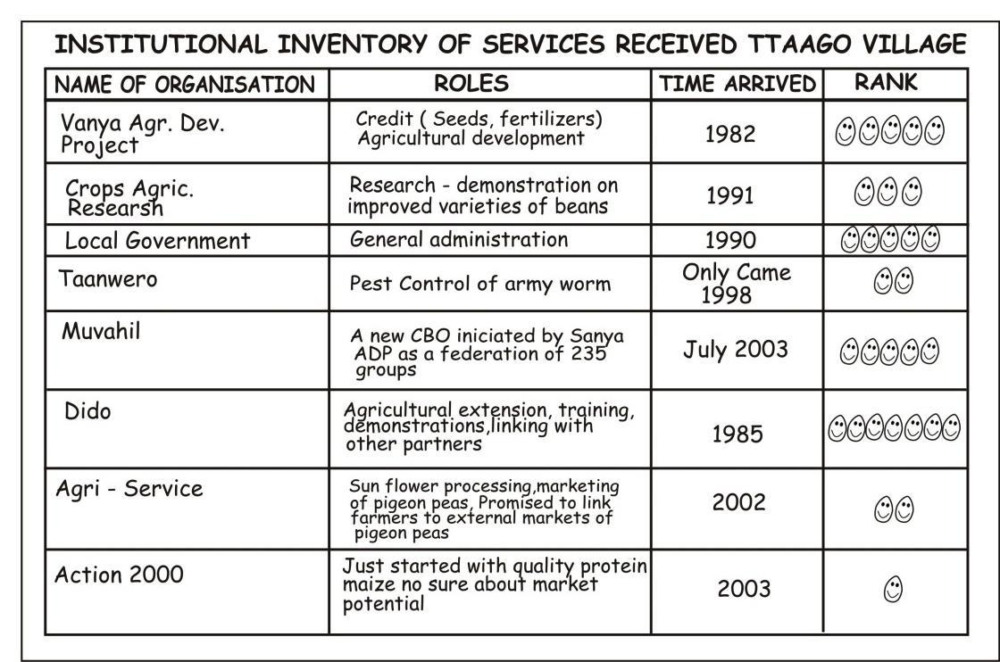 INSTITUTIONAL INVENTORY OF SERVICES RECEIVED TTAAGO VILLAGE
NAME OF ORGANISATION
ROLES
TIME ARRIVED
RANK
Vanya Agr. Dev.
Project
Credit ( Seeds, fertilizers)
Agricultural development
1982
Crops Agric.
Researsh
Research - demonstration on
improved varieties of beans
1991
Local Government
General administration
1990
Taanwero
Pest Control of army worm
Only Came
1998
Muvahil
A new CBO iniciated by Sanya
ADP as a federation of 235
groups
July 2003
Dido
Agricultural extension, training,
demonstrations,linking with
other partners
1985
Agri - Service
Sun flower processing,marketing
of pigeon peas, Promised to link
farmers to external markets of
pigeon peas
2002
Action 2000
Just started with quality protein
maize no sure about market
potential
2003